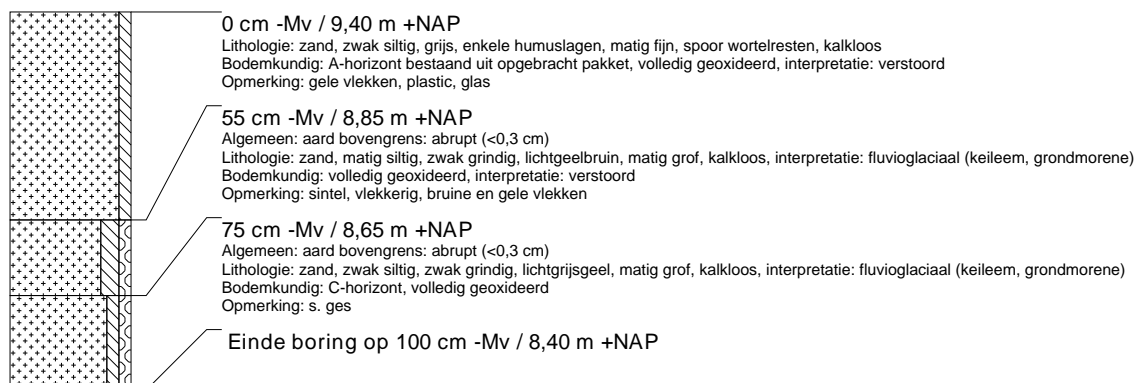 0 cm -Mv / 9,40 m +NAP
Lithologie: zand, zwak siltig, grijs, enkele humuslagen, matig fijn, spoor wortelresten, kalkloos
Bodemkundig: A-horizont bestaand uit opgebracht pakket, volledig geoxideerd, interpretatie: verstoord
Opmerking: gele vlekken, plastic, glas
55 cm -Mv / 8,85 m +NAP
Algemeen: aard bovengrens: abrupt (<0,3 cm)
Lithologie: zand, matig siltig, zwak grindig, lichtgeelbruin, matig grof, kalkloos, interpretatie: fluvioglaciaal (keileem, grondmorene)
Bodemkundig: volledig geoxideerd, interpretatie: verstoord
Opmerking: sintel, vlekkerig, bruine en gele vlekken
75 cm -Mv / 8,65 m +NAP
Algemeen: aard bovengrens: abrupt (<0,3 cm)
Lithologie: zand, zwak siltig, zwak grindig, lichtgrijsgeel, matig grof, kalkloos, interpretatie: fluvioglaciaal (keileem, grondmorene)
Bodemkundig: C-horizont, volledig geoxideerd
Opmerking: s. ges
Einde boring op 100 cm -Mv / 8,40 m +NAP